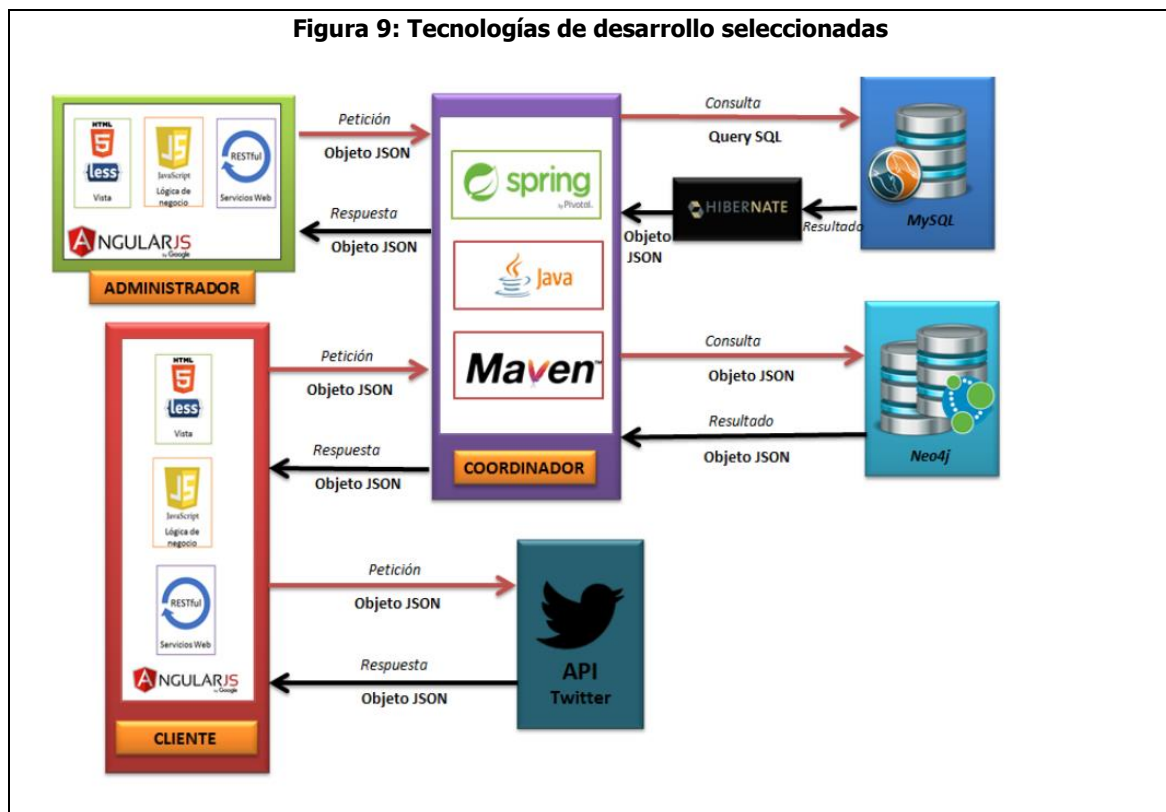 Figura 9: Tecnologías de desarrollo seleccionadas
HTML
5
{less}
Vista
JS
JavaScript
Lógica de
negocio
RESTful
Servicios Web
ANGULARJS
by Google
ADMINISTRADOR
Petición
Objeto JSON
Respuesta
Objeto JSON
spring
by Pivotal.
Java
Maven™
COORDINADOR
Consulta
Query SQL
HIBERNATE
Resultado
Objeto
JSON
MySQL
Consulta
Objeto JSON
Resultado
Objeto JSON
Neo4j
HTML
5
{less}
Vista
JS
JavaScript
Lógica de
negocio
RESTful
Servicios Web
ANGULARJS
by Google
CLIENTE
Petición
Objeto JSON
Respuesta
Objeto JSON
Petición
Objeto JSON
Respuesta
Objeto JSON
API
Twitter